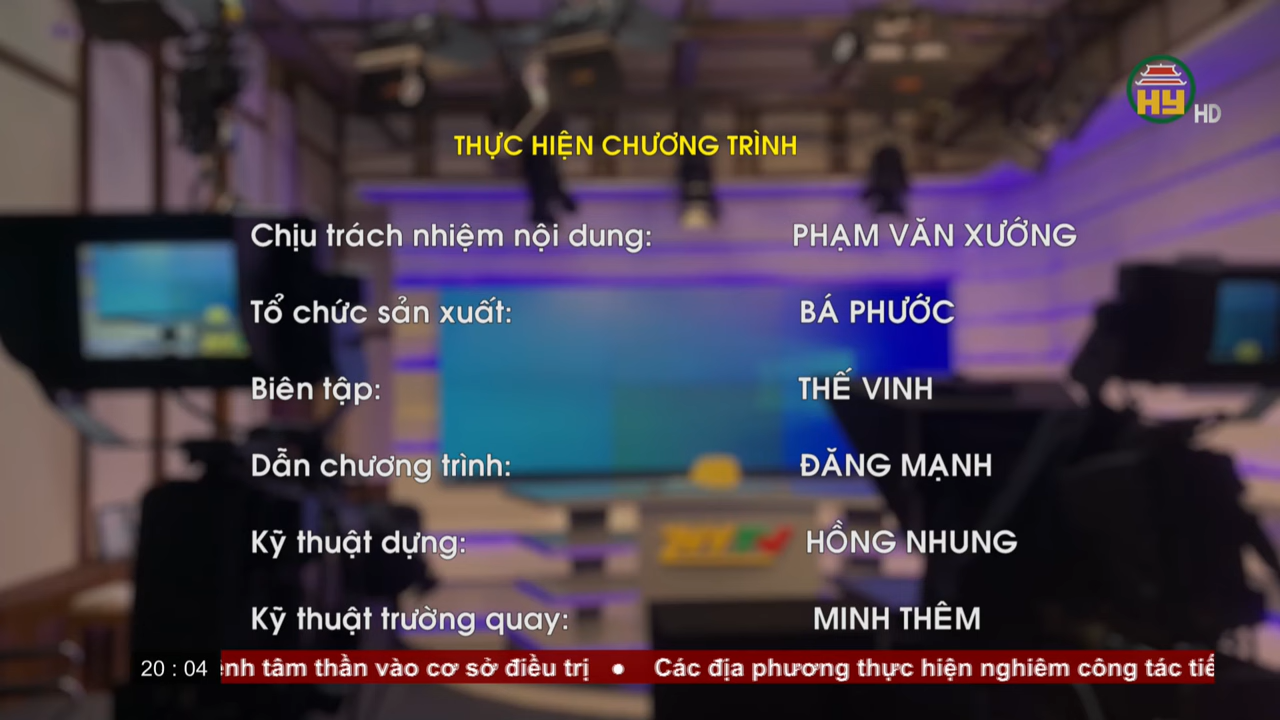 HY HD
THỰC HIỆN CHƯƠNG TRÌNH
Chịu trách nhiệm nội dung: PHẠM VĂN XƯỚNG
Tổ chức sản xuất: BÁ PHƯỚC
Biên tập: THẾ VINH
Dẫn chương trình: ĐĂNG MẠNH
Kỹ thuật dựng: HỒNG NHUNG
Kỹ thuật trường quay: MINH THÊM
20 : 04 tâm thần vào cơ sở điều trị • Các địa phương thực hiện nghiêm công tác